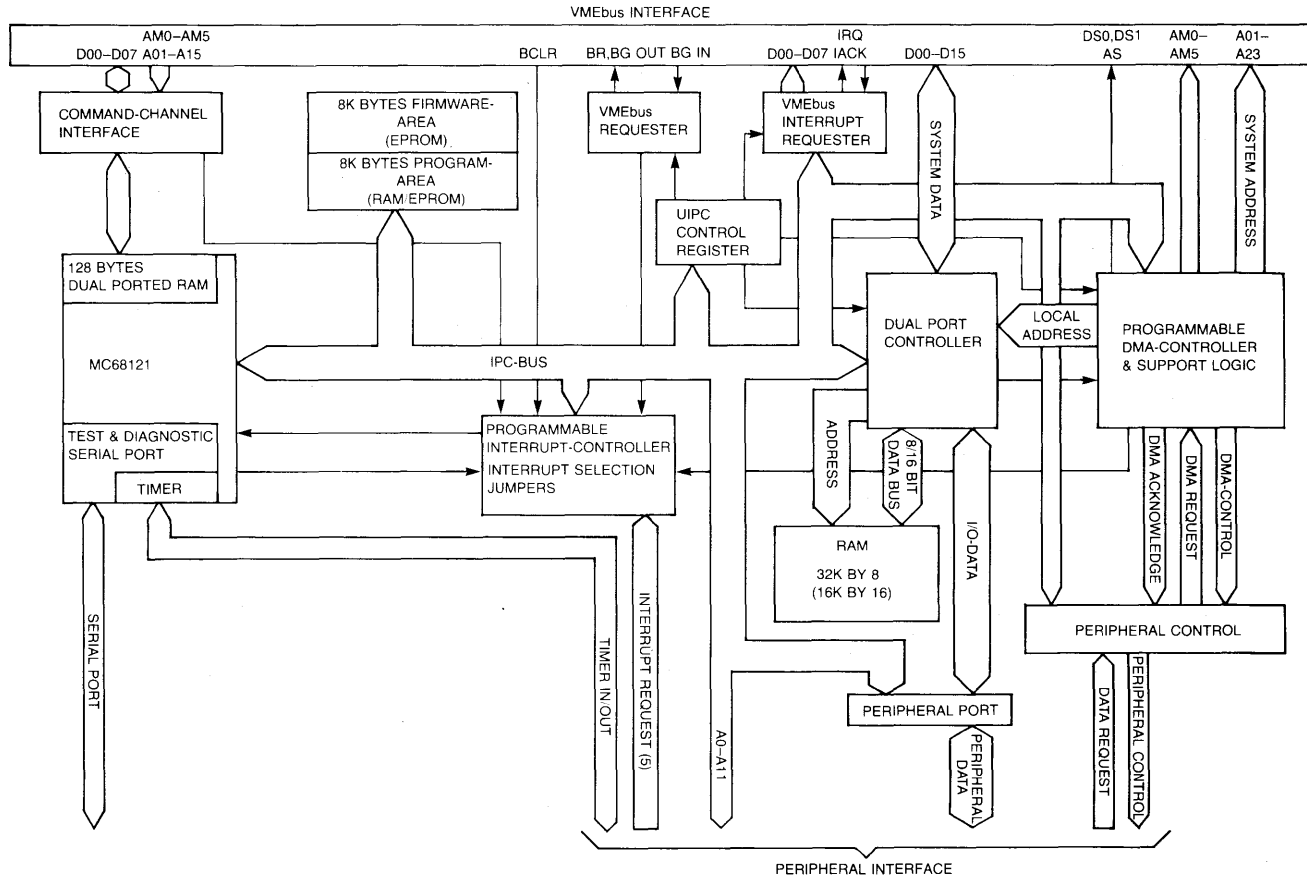 VMEbus INTERFACE
AM0–AM5
D00–D07 A01–A15
BCLR
BR,BG OUT BG IN
IRQ
D00–D07 IACK
D00–D15
DS0,DS1
AS
AM0–
AM5
A01–
A23
COMMAND-CHANNEL
INTERFACE
8K BYTES FIRMWARE-
AREA
(EPROM)
8K BYTES PROGRAM-
AREA
(RAM/EPROM)
VMEbus
REQUESTER
VMEbus
INTERRUPT
REQUESTER
SYSTEM DATA
SYSTEM ADDRESS
UIPC
CONTROL
REGISTER
128 BYTES
DUAL PORTED RAM
MC68121
TEST & DIAGNOSTIC
SERIAL PORT
TIMER
IPC-BUS
DUAL PORT
CONTROLLER
LOCAL
ADDRESS
PROGRAMMABLE
DMA-CONTROLLER
& SUPPORT LOGIC
PROGRAMMABLE
INTERRUPT-CONTROLLER
INTERRUPT SELECTION
JUMPERS
ADDRESS
8/16 BIT
DATA BUS
I/O-DATA
DMA ACKNOWLEDGE
DMA REQUEST
DMA-CONTROL
RAM
32K BY 8
(16K BY 16)
PERIPHERAL CONTROL
SERIAL PORT
TIMER IN/OUT
INTERRUPT REQUEST (5)
A0–A11
PERIPHERAL PORT
PERIPHERAL
DATA
DATA REQUEST
PERIPHERAL CONTROL
PERIPHERAL INTERFACE